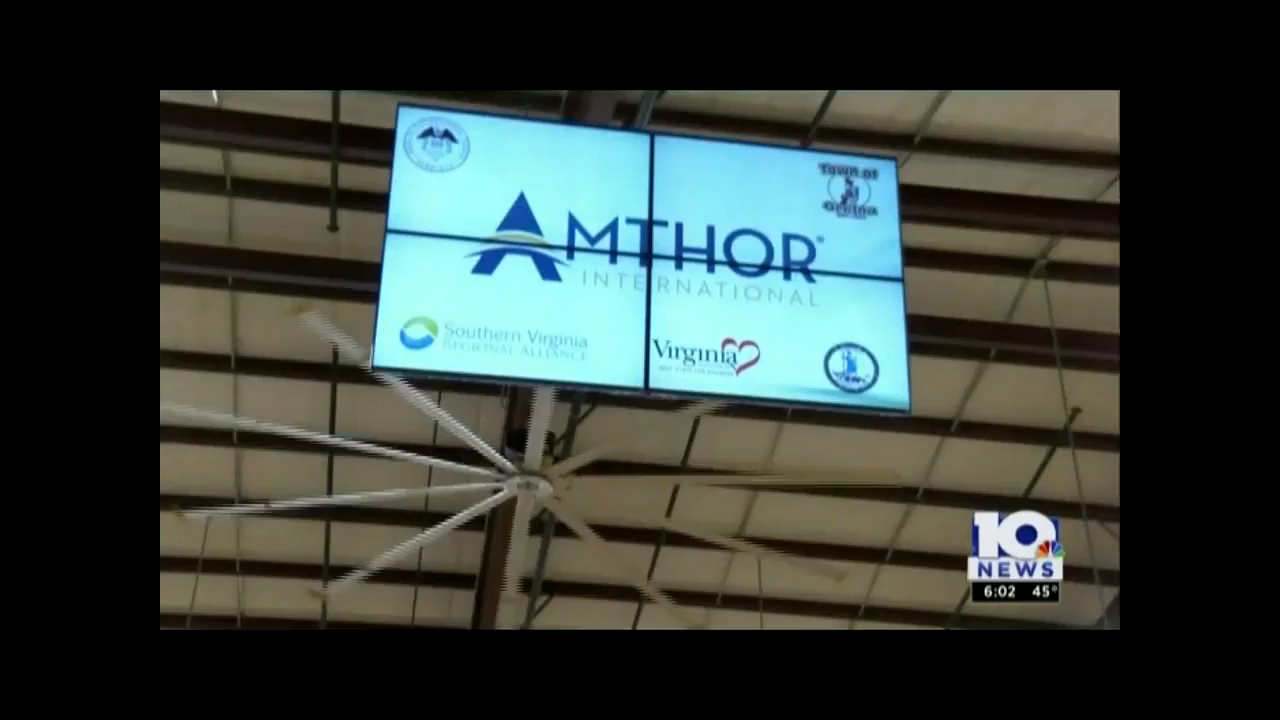 Town of
Gretna
AMTHOR®
INTERNATIONAL
Southern Virginia
REGIONAL ALLIANCE
Virginia
10
NEWS
6:02 45°